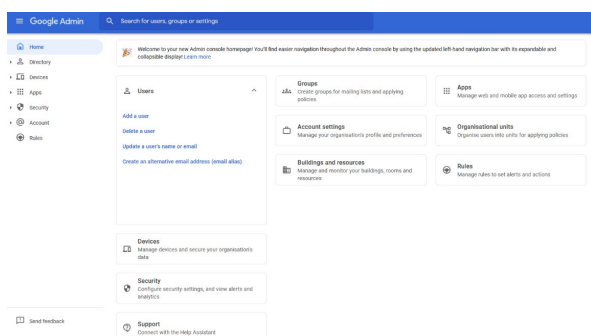 Google Admin
Search for users, groups or settings
Home
Directory
Devices
Apps
Security
Account
Rules
Send feedback
Welcome to your new Admin console homepage! You'll find easier navigation throughout the Admin console by using the updated left-hand navigation bar with its expandable and
collapsible display! Learn more
Users
Add a user
Delete a user
Update a user's name or email
Create an alternative email address (email alias)
Groups
Create groups for mailing lists and applying
policies
Apps
Manage web and mobile app access and settings
Account settings
Manage your organisation's profile and preferences
Organisational units
Organise users into units for applying policies
Buildings and resources
Manage and monitor your buildings, rooms and
resources
Rules
Manage rules to set alerts and actions
Devices
Manage devices and secure your organisation's
data
Security
Configure security settings, and view alerts and
analytics
Support
Connect with the Help Assistant